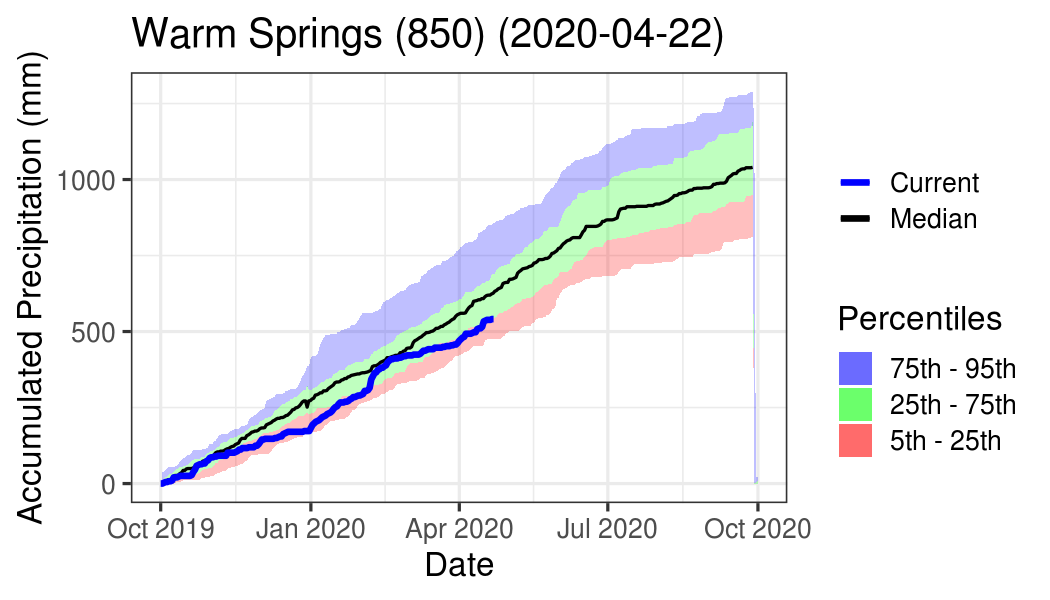 Warm Springs (850) (2020-04-22)
Accumulated Precipitation (mm)
1000
500
0
Oct 2019
Jan 2020
Apr 2020
Jul 2020
Oct 2020
Date
Current
Median
Percentiles
75th - 95th
25th - 75th
5th - 25th